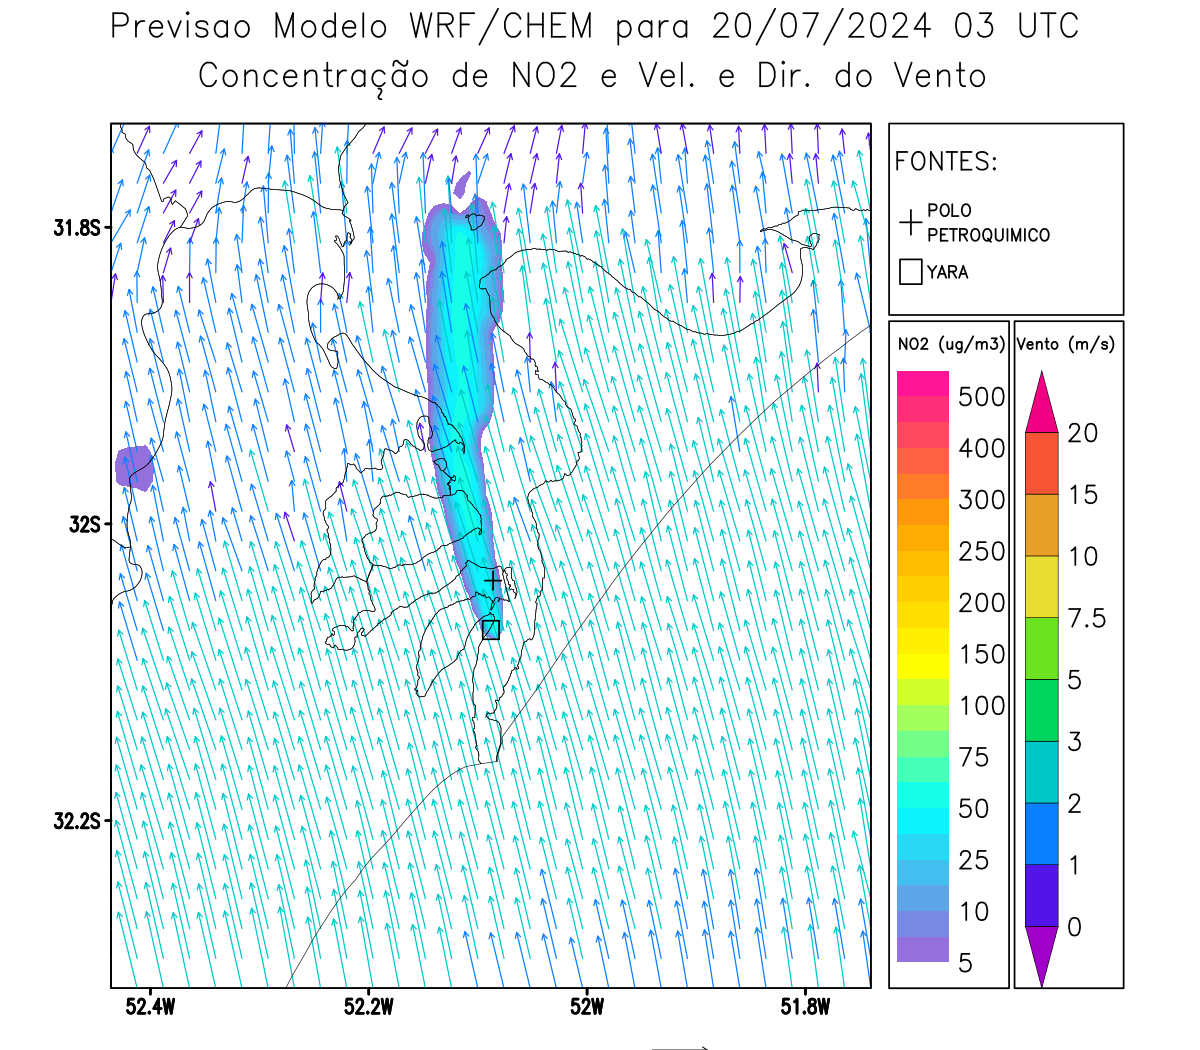 Previsao Modelo WRF/CHEM para 20/07/2024 03 UTC
Concentração de NO2 e Vel. e Dir. do Vento
FONTES:
POLO
PETROQUIMICO
YARA
NO2 (ug/m3)
500
400
300
250
200
150
100
75
50
25
10
5
Vento (m/s)
20
15
10
7.5
5
3
2
1
0
31.8S
32S
32.2S
52.4W
52.2W
52W
51.8W